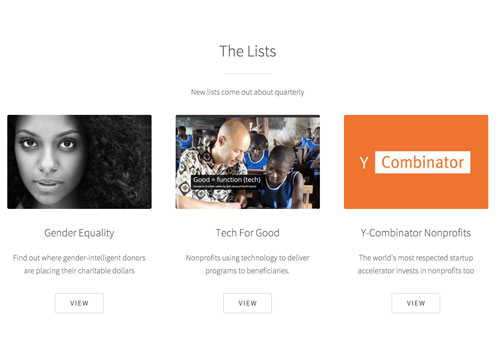 The Lists
New lists come out about quarterly
Good = function (tech)
Y Combinator
Gender Equality
Tech For Good
Y-Combinator Nonprofits
Find out where gender-intelligent donors
are placing their charitable dollars
Nonprofits using technology to deliver
programs to beneficiaries.
The world's most respected startup
accelerator invests in nonprofits too
VIEW
VIEW
VIEW